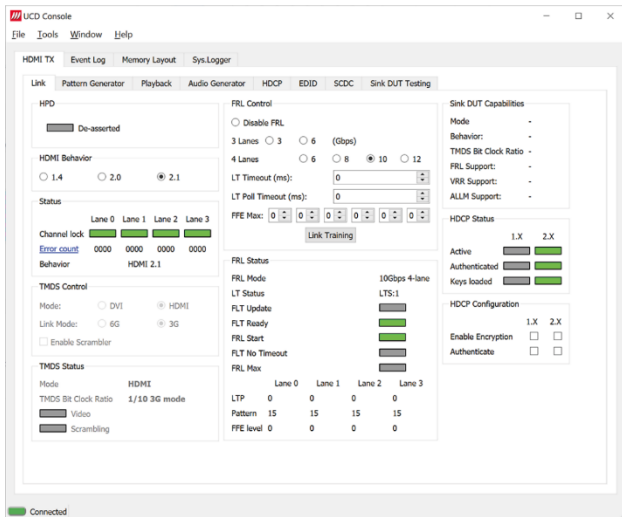 UCD Console
File Tools Window Help
HDMI TX Event Log Memory Layout Sys.Logger
Link Pattern Generator Playback Audio Generator HDCP EDID SCDC Sink DUT Testing
HPD
De-asserted
HDMI Behavior
1.4 2.0 2.1
Status
Lane 0 Lane 1 Lane 2 Lane 3
Channel lock
Error count 0000 0000 0000 0000
Behavior HDMI 2.1
TMDS Control
Mode: DVI HDMI
Link Mode: 6G 3G
Enable Scrambler
TMDS Status
Mode HDMI
TMDS Bit Clock Ratio 1/10 3G mode
Video
Scrambling
FRL Control
Disable FRL
3 Lanes 3 6 (Gbps)
4 Lanes 6 8 10 12
LT Timeout (ms): 0
LT Poll Timeout (ms): 0
FFE Max: 0 0 0 0 0 0
Link Training
FRL Status
FRL Mode 10Gbps 4-lane
LT Status LTS:1
FLT Update
FLT Ready
FRL Start
FLT No Timeout
FRL Max
Lane 0 Lane 1 Lane 2 Lane 3
LTP 0 0 0 0
Pattern 15 15 15 15
FFE level 0 0 0 0
Sink DUT Capabilities
Mode -
Behavior: -
TMDS Bit Clock Ratio -
FRL Support: -
VRR Support: -
ALLM Support: -
HDCP Status
1.X 2.X
Active
Authenticated
Keys loaded
HDCP Configuration
1.X 2.X
Enable Encryption
Authenticate
Connected